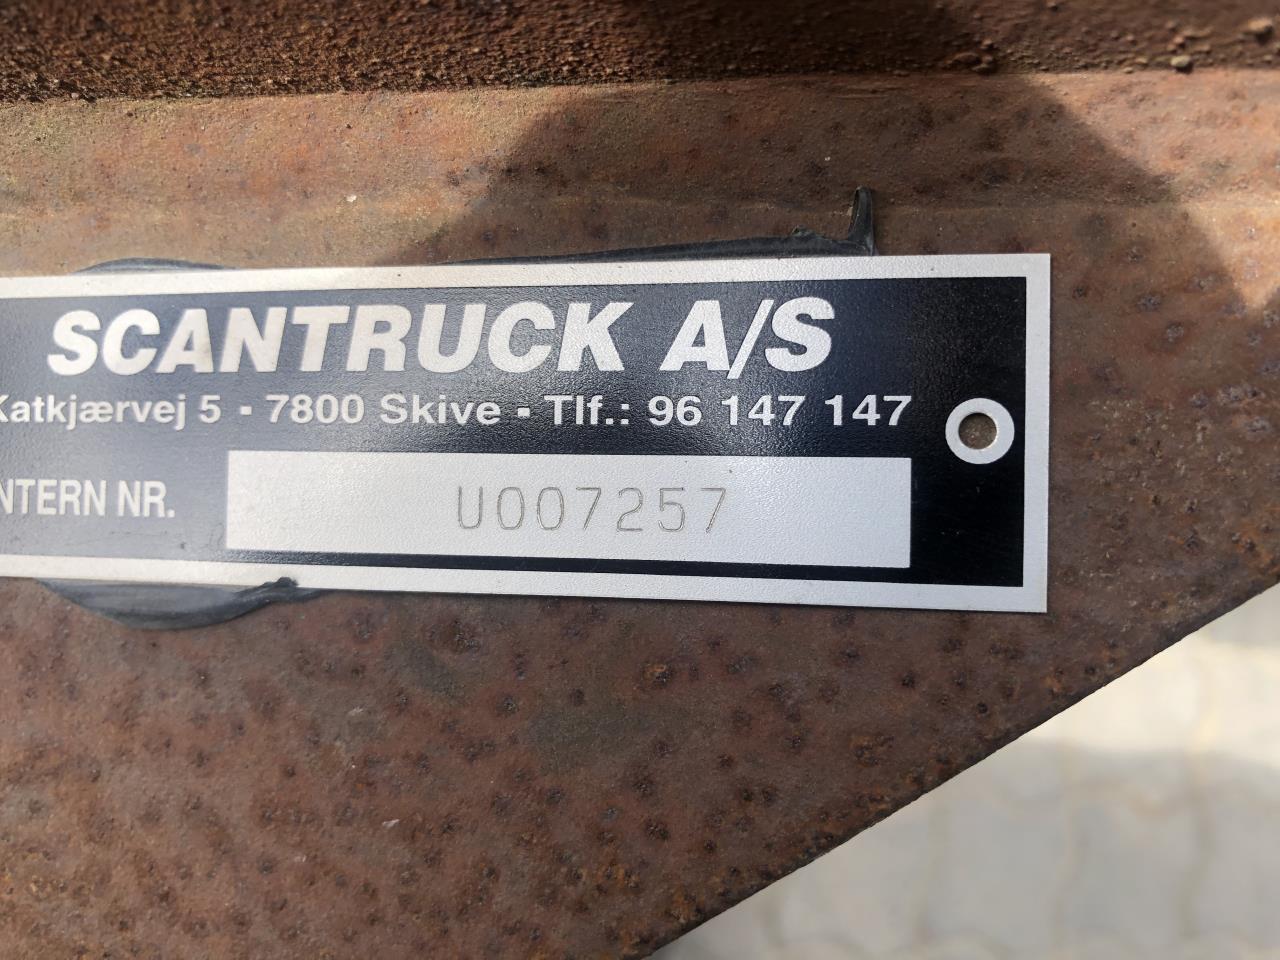 SCANTRUCK A/S
Katkjærvej 5 ▪ 7800 Skive ▪ Tlf.: 96 147 147
NTERN NR.
U007257